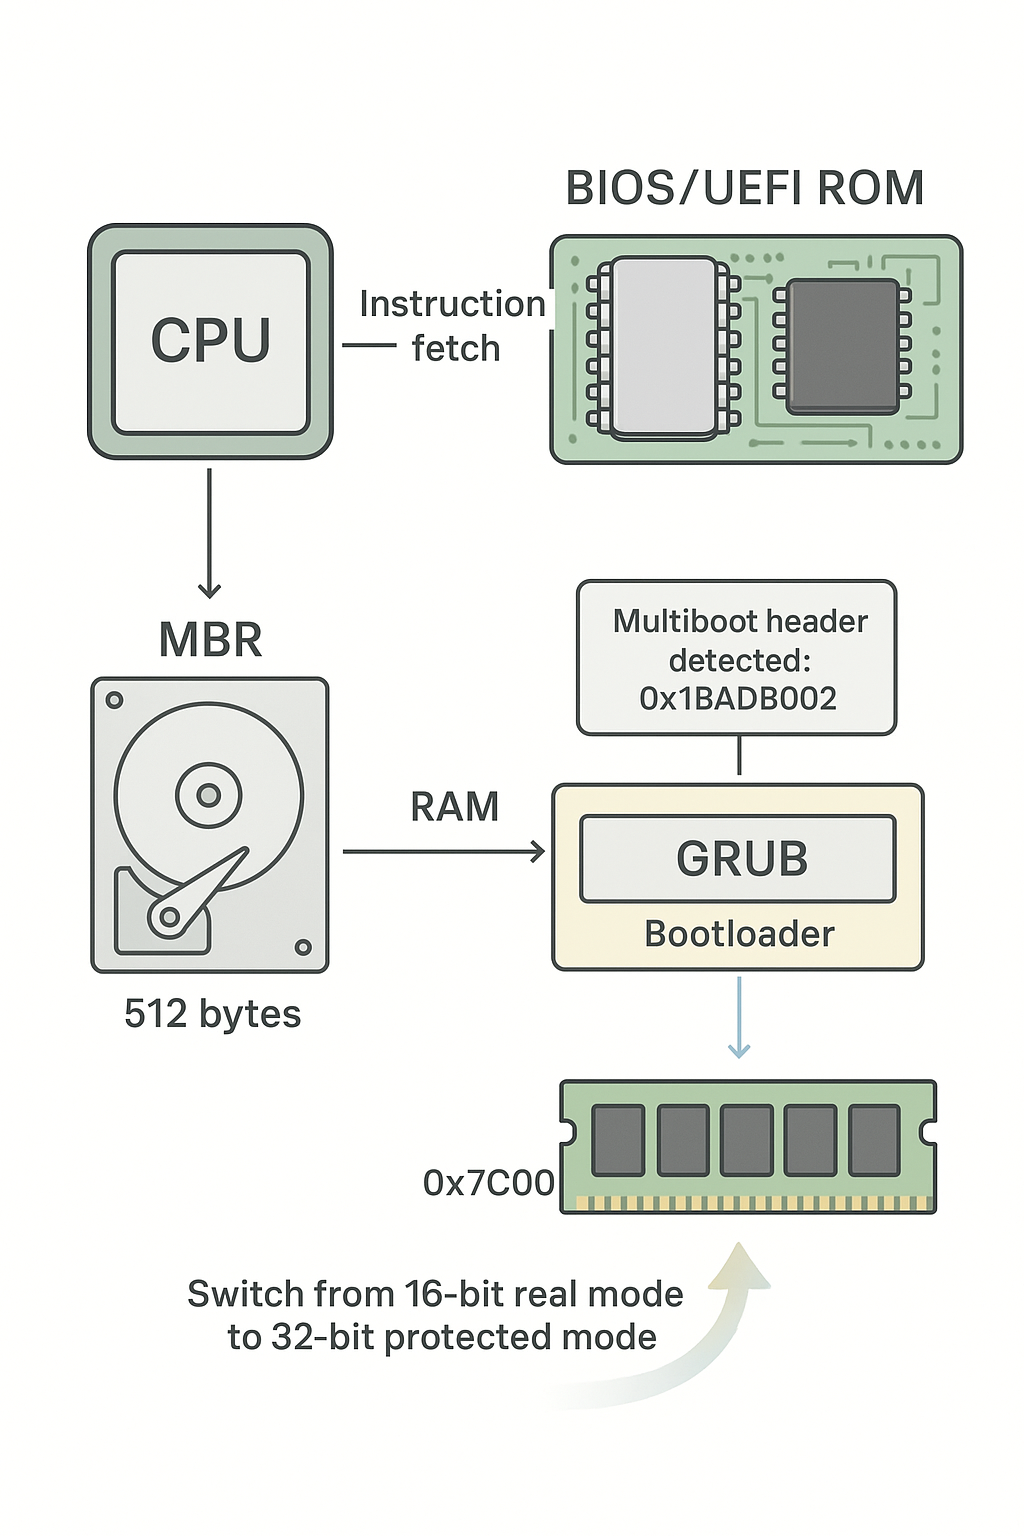 BIOS/UEFI ROM
CPU
Instruction
fetch
MBR
Multiboot header
detected:
0x1BADB002
RAM
GRUB
Bootloader
512 bytes
0x7C00
Switch from 16-bit real mode
to 32-bit protected mode